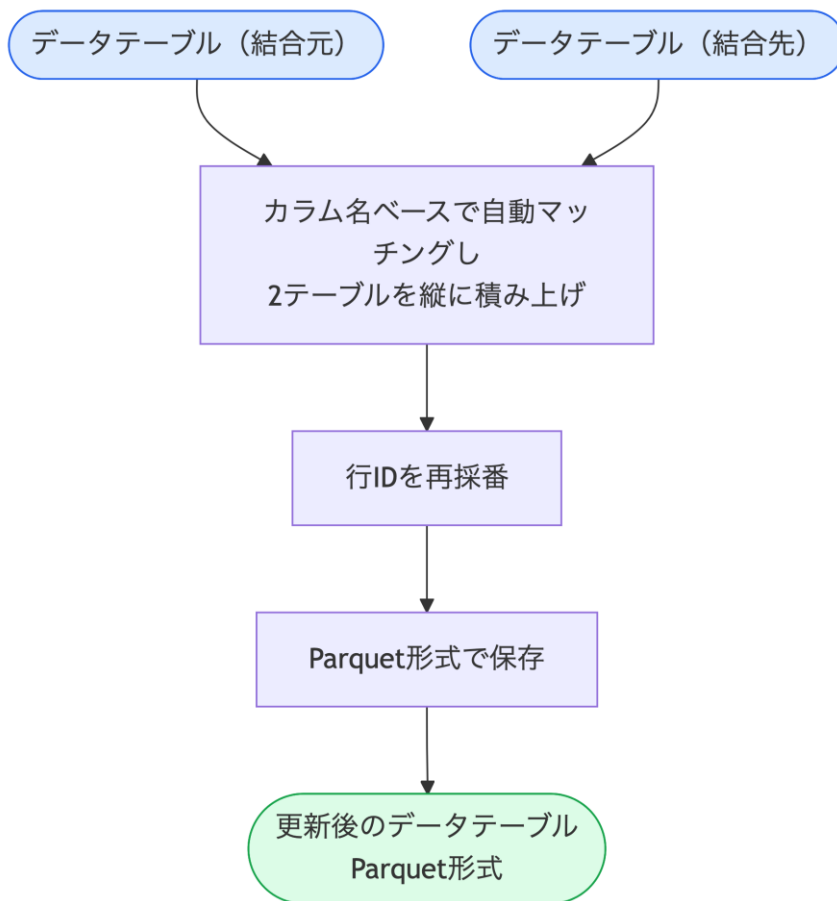 データテーブル（結合元）
データテーブル（結合先）
カラム名ベースで自動マッ
チングし
2テーブルを縦に積み上げ
行IDを再採番
Parquet形式で保存
更新後のデータテーブル
Parquet形式